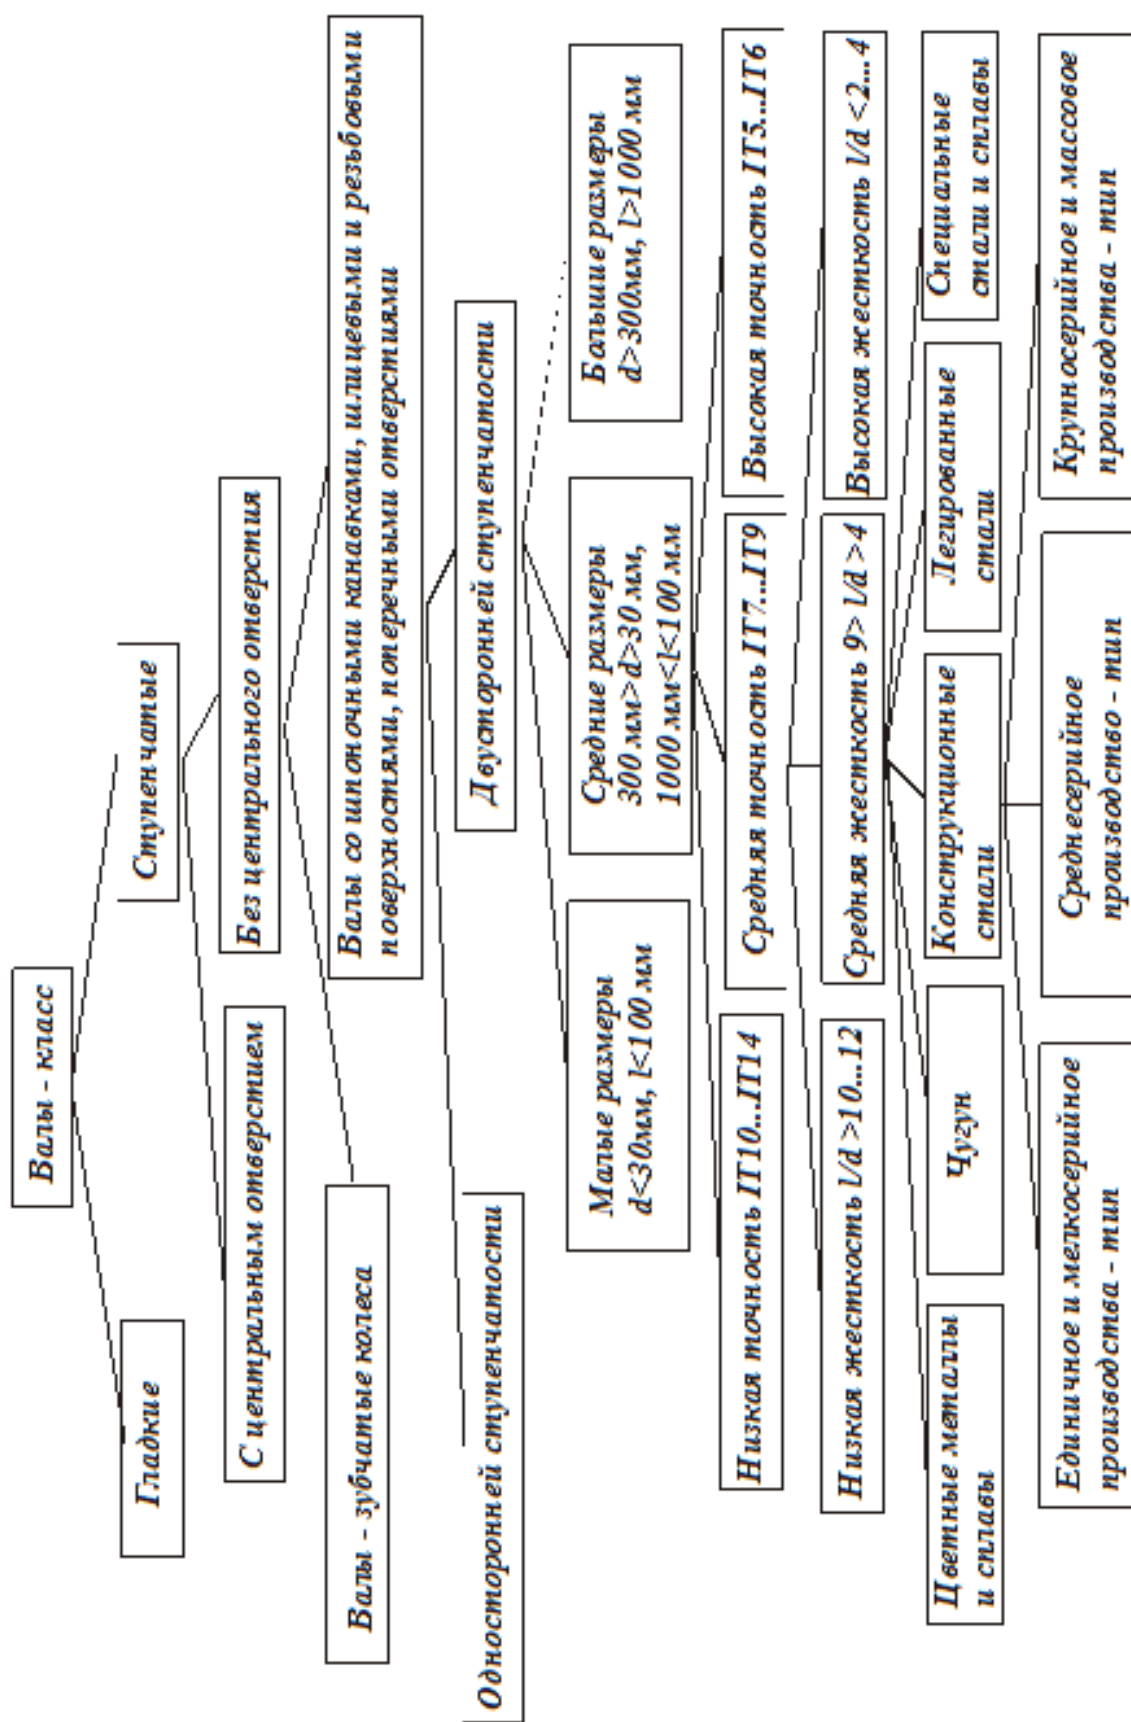 Валы - класс
Гладкие
Ступенчатые
С центральным отверстием
Без центрального отверстия
Валы - зубчатые колеса
Валы со шпоночными канавками, шлицевыми и резьбовыми
поверхностями, поперечными отверстиями
Односторонней ступенчатости
Двусторонней ступенчатости
Малые размеры
d<30мм, l<100 мм
Средние размеры
300 мм>d>30 мм,
1000 мм<l<100 мм
Балшие размеры
d>300мм, l>1000 мм
Низкая точность IT10...IT14
Средняя точность IT7...IT9
Высокая точность IT5...IT6
Низкая жесткость l/d >10...12
Средняя жесткость 9> l/d >4
Высокая жесткость l/d <2...4
Цветные металлы
и сплавы
Чугун
Конструкционные
стали
Легированные
стали
Специальные
стали и сплавы
Единичное и мелкосерийное
производства - тип
Среднесерийное
производство - тип
Крупносерийное и массовое
производства - тип